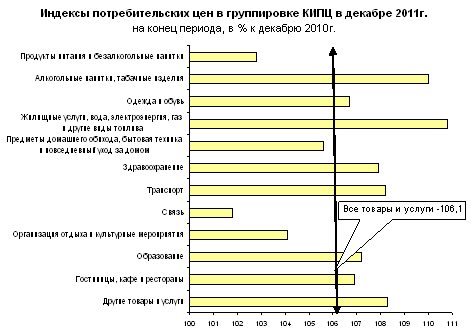 Индексы потребительских цен в группировке КИПЦ в декабре 2011г.
на конец периода, в % к декабрю 2010г.
Продукты питания и безалкогольные напитки
Алкогольные напитки, табачные изделия
Одежда и обувь
Жилищные услуги, вода, электроэнергия, газ
и другие виды топлива
Предметы домашнего обихода, бытовая техника
и повседневный уход за домом
Здравоохранение
Транспорт
Связь
Все товары и услуги -106,1
Организация отдыха и культурные мероприятия
Образование
Гостиницы, кафе и рестораны
Другие товары и услуги
100 101 102 103 104 105 106 107 108 109 110 111